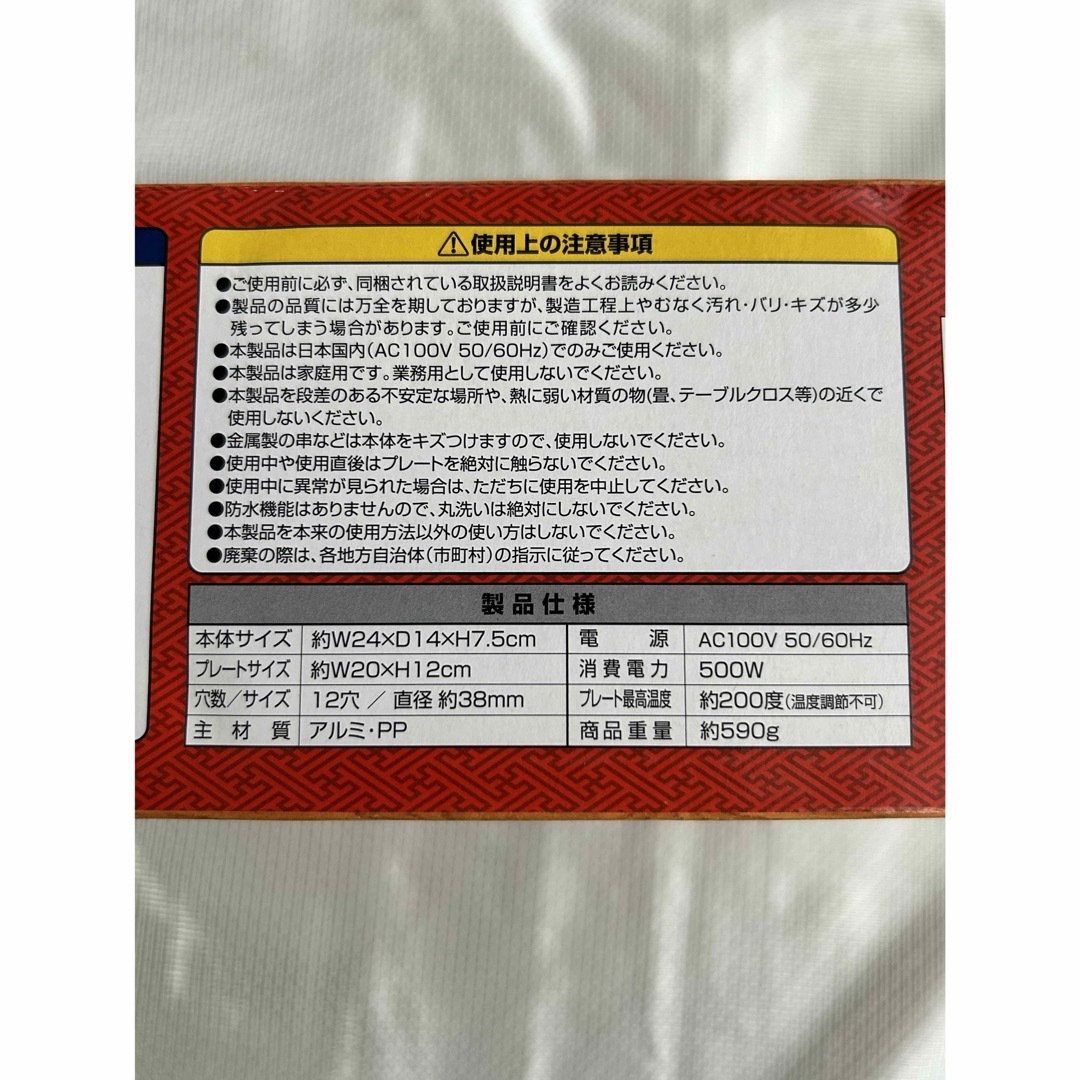 ⚠使用上の注意事項
●ご使用前に必ず、同梱されている取扱説明書をよくお読みください。
●製品の品質には万全を期しておりますが、製造工程上やむなく汚れ・バリ・キズが多少
残ってしまう場合があります。ご使用前にご確認ください。
●本製品は日本国内(AC100V 50/60Hz)でのみご使用ください。
●本製品は家庭用です。業務用として使用しないでください。
●本製品を段差のある不安定な場所や、熱に弱い材質の物(畳、テーブルクロス等)の近くで
使用しないください。
●金属製の串などは本体をキズつけますので、使用しないでください。
●使用中や使用直後はプレートを絶対に触らないでください。
●使用中に異常が見られた場合は、ただちに使用を中止してください。
●防水機能はありませんので、丸洗いは絶対にしないでください。
●本製品を本来の使用方法以外の使い方はしないでください。
●廃棄の際は、各地方自治体(市町村)の指示に従ってください。
製品仕様
本体サイズ 約W24×D14×H7.5cm 電源 AC100V 50/60Hz
プレートサイズ 約W20×H12cm 消費電力 500W
穴数/サイズ 12穴 / 直径 約38mm プレート最高温度 約200度(温度調節不可)
主材質 アルミ・PP 商品重量 約590g